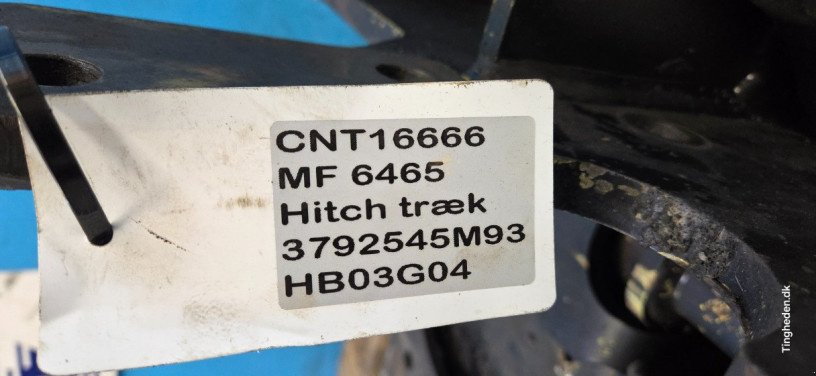 CNT16666
MF 6465
Hitch træk
3792545M93
HB03G04
Tingheden.dk